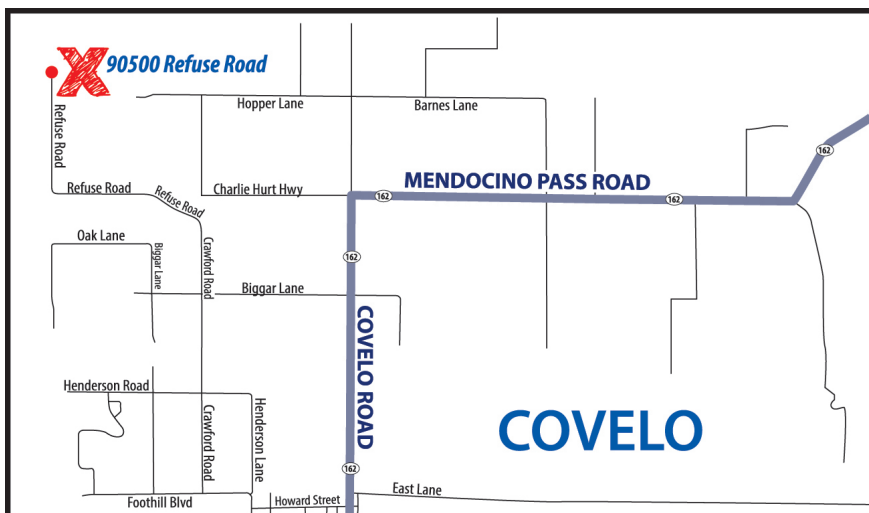 X 90500 Refuse Road
Refuse Road
Hopper Lane
Barnes Lane
162
Refuse Road
Refuse Road
Charlie Hurt Hwy
MENDOCINO PASS ROAD
162
162
Oak Lane
Biggar Lane
Crawford Road
162
Biggar Lane
COVELO ROAD
Henderson Road
Crawford Road
Henderson Lane
COVELO
162
Foothill Blvd
Howard Street
East Lane